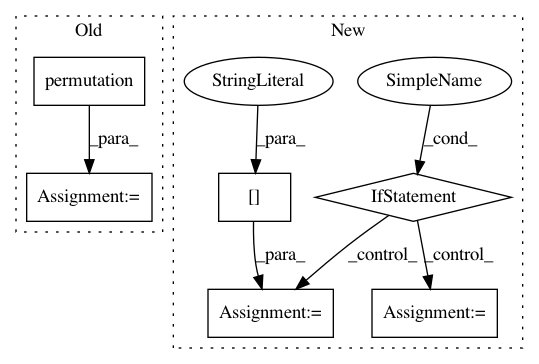 Old
New
permutation
StringLiteral
SimpleName
_para_
_para_
_cond_
Assignment:=
[]
IfStatement
_para_
_control_
_control_
Assignment:=
Assignment:=